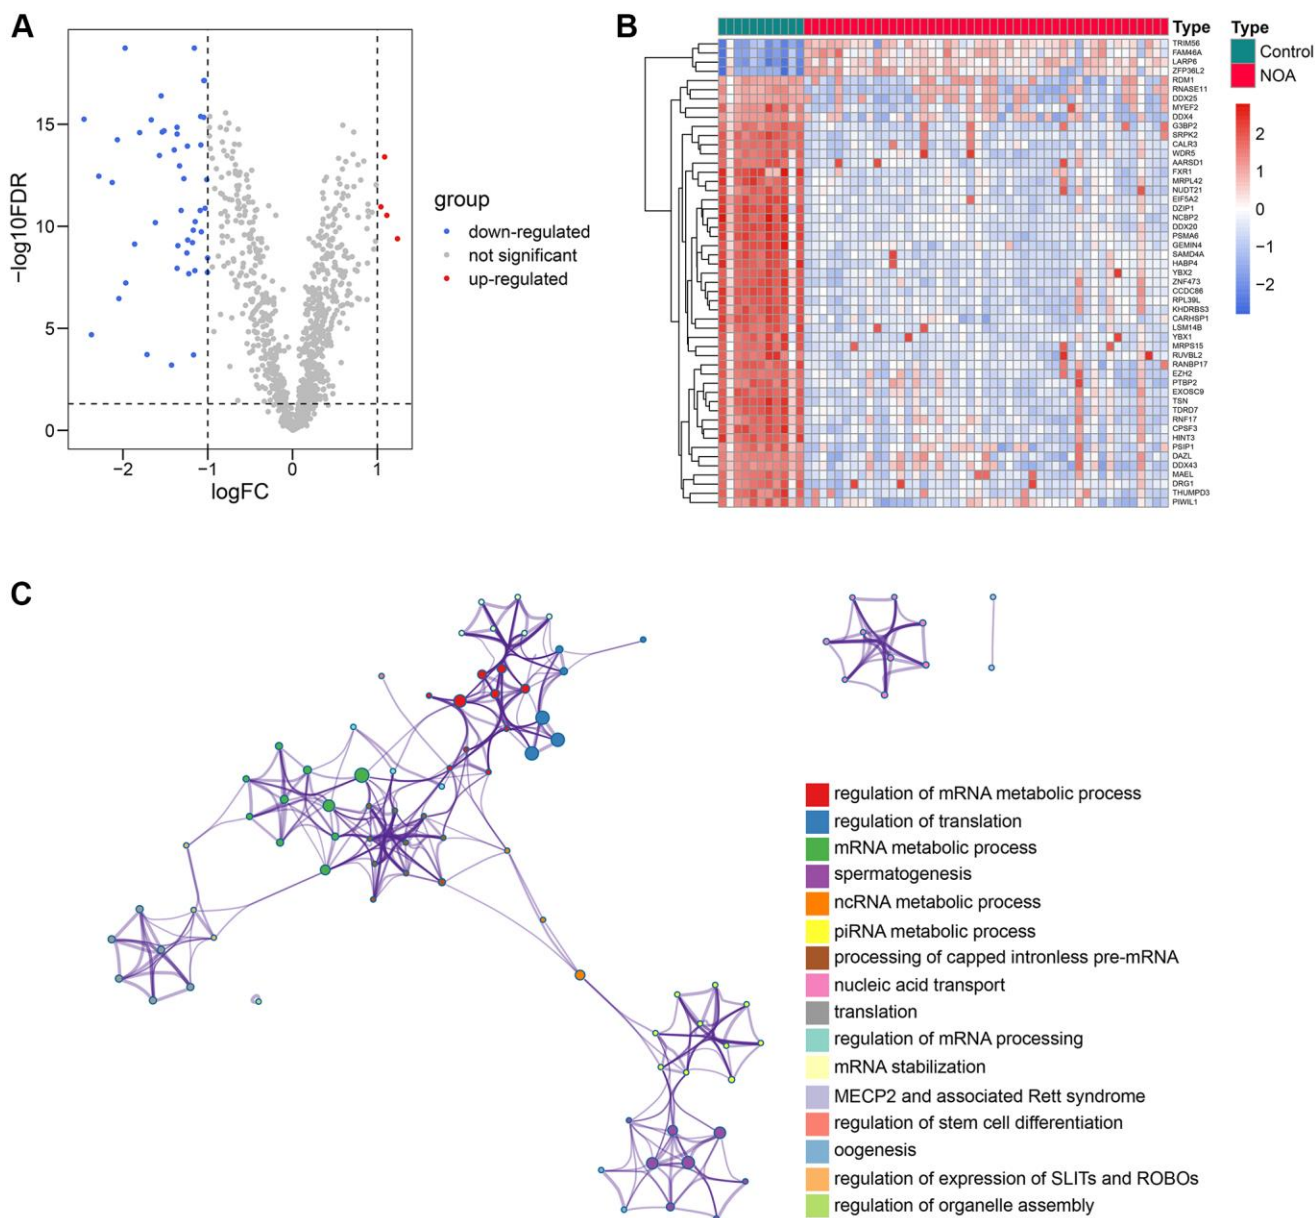 A
−log10FDR
15
10
5
0
−2
−1
0
1
logFC
group
down-regulated
not significant
up-regulated
B
Type
TRIM56
FAM46A
LARP6
ZFP36L2
RDM1
RNASE11
DDX25
MYEF2
DDX4
G3BP2
SRPK2
CALR3
WDR5
AARSD1
FXR1
MRPL42
NUDT21
EIF5A2
DZIP1
NCBP2
DDX20
PSMA6
GEMIN4
SAMD4A
HABP4
YBX2
ZNF473
CCDC86
RPL39L
KHDRBS3
CARHSP1
LSM14B
YBX1
MRPS15
RUVBL2
RANBP17
EZH2
PTBP2
EXOSC9
TSN
TDRD7
RNF17
CPSF3
HINT3
PSIP1
DAZL
DDX43
MAEL
DRG1
THUMPD3
PIWIL1
Type
Control
NOA
2
1
0
−1
−2
C
regulation of mRNA metabolic process
regulation of translation
mRNA metabolic process
spermatogenesis
ncRNA metabolic process
piRNA metabolic process
processing of capped intronless pre-mRNA
nucleic acid transport
translation
regulation of mRNA processing
mRNA stabilization
MECP2 and associated Rett syndrome
regulation of stem cell differentiation
oogenesis
regulation of expression of SLITs and ROBOs
regulation of organelle assembly